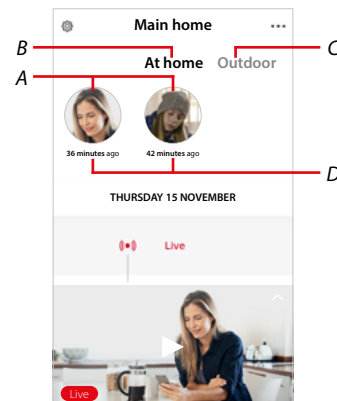 Main home
B
C
At home Outdoor
A
36 minutes ago 42 minutes ago
D
THURSDAY 15 NOVEMBER
Live
Live